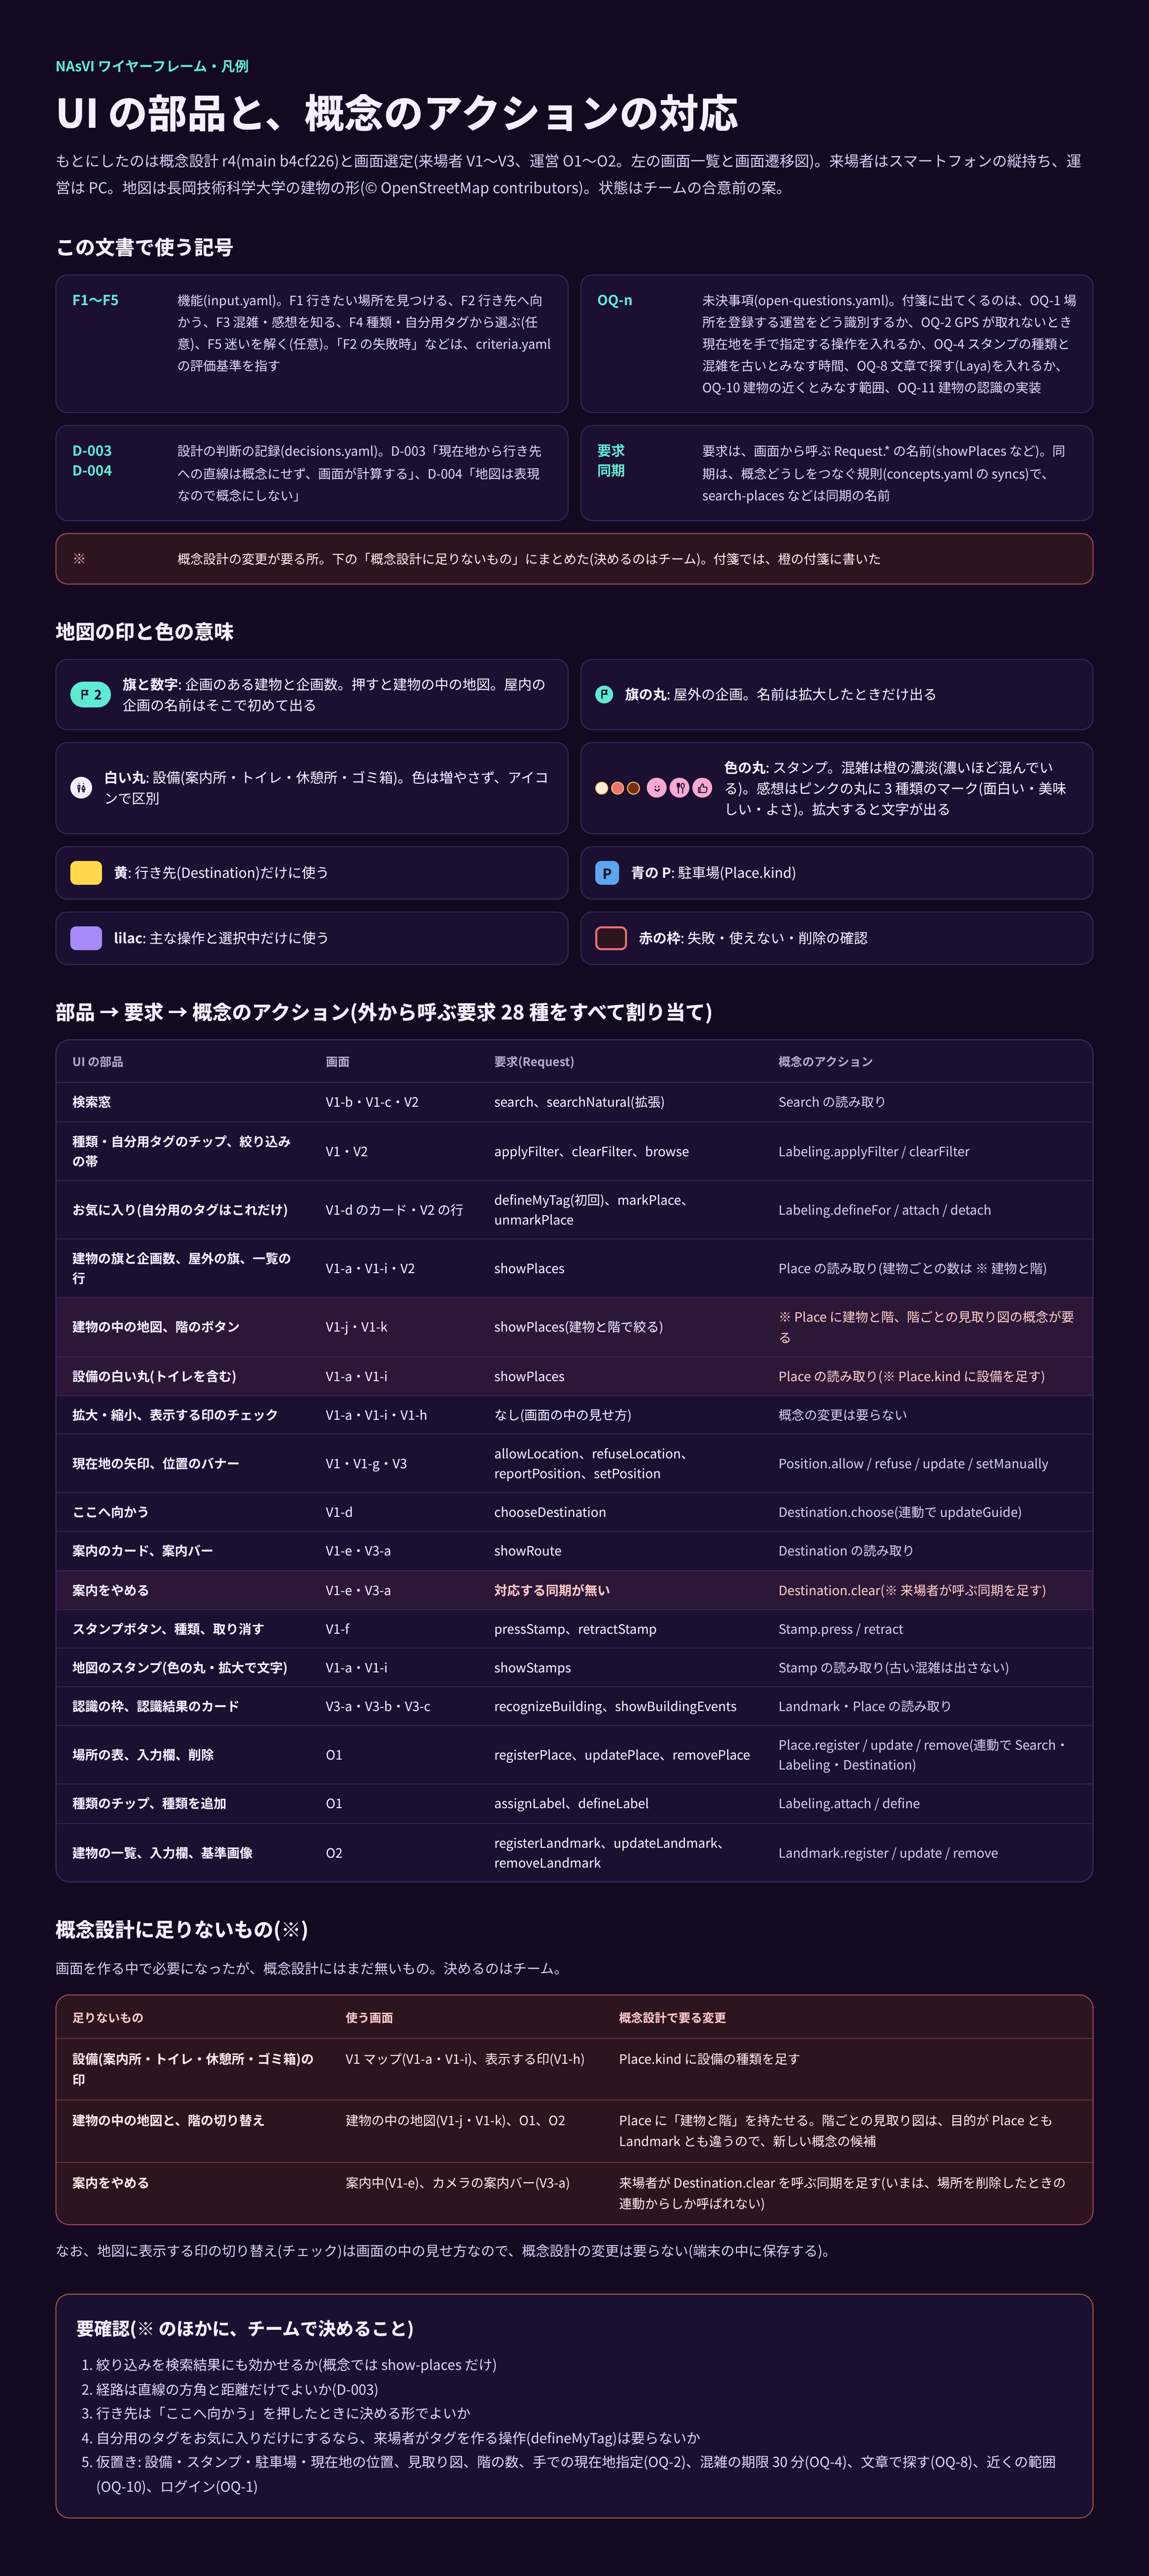 NAsVI ワイヤーフレーム・凡例
UI の部品と、概念のアクションの対応
もとにしたのは概念設計 r4(main b4cf226)と画面選定(来場者 V1〜V3、運営 O1〜O2。左の画面一覧と画面遷移図)。来場者はスマートフォンの縦持ち、運
営は PC。地図は長岡技術科学大学の建物の形(© OpenStreetMap contributors)。状態はチームの合意前の案。
この文書で使う記号
F1〜F5
機能(input.yaml)。F1 行きたい場所を見つける、F2 行き先へ向
かう、F3 混雑・感想を知る、F4 種類・自分用タグから選ぶ(任
意)、F5 迷いを解く(任意)。「F2 の失敗時」などは、criteria.yaml
の評価基準を指す
OQ-n
未決事項(open-questions.yaml)。付箋に出てくるのは、OQ-1 場
所を登録する運営をどう識別するか、OQ-2 GPS が取れないとき
現在地を手で指定する操作を入れるか、OQ-4 スタンプの種類と
混雑を古いとみなす時間、OQ-8 文章で探す(Laya)を入れるか、
OQ-10 建物の近くとみなす範囲、OQ-11 建物の認識の実装
D-003
D-004
設計の判断の記録(decisions.yaml)。D-003「現在地から行き先
への直線は概念にせず、画面が計算する」、D-004「地図は表現
なので概念にしない」
要求
同期
要求は、画面から呼ぶ Request.* の名前(showPlaces など)。同
期は、概念どうしをつなぐ規則(concepts.yaml の syncs)で、
search-places などは同期の名前
※
概念設計の変更が要る所。下の「概念設計に足りないもの」にまとめた(決めるのはチーム)。付箋では、橙の付箋に書いた
地図の印と色の意味
2
旗と数字: 企画のある建物と企画数。押すと建物の中の地図。屋内の
企画の名前はそこで初めて出る
旗の丸: 屋外の企画。名前は拡大したときだけ出る
白い丸: 設備(案内所・トイレ・休憩所・ゴミ箱)。色は増やさず、アイコ
ンで区別
色の丸: スタンプ。混雑は橙の濃淡(濃いほど混んでい
る)。感想はピンクの丸に 3 種類のマーク(面白い・美味
しい・よさ)。拡大すると文字が出る
黄: 行き先(Destination)だけに使う
P
青の P: 駐車場(Place.kind)
lilac: 主な操作と選択中だけに使う
赤の枠: 失敗・使えない・削除の確認
部品 → 要求 → 概念のアクション(外から呼ぶ要求 28 種をすべて割り当て)
UI の部品 画面 要求(Request) 概念のアクション
検索窓 V1-b・V1-c・V2 search、searchNatural(拡張) Search の読み取り
種類・自分用タグのチップ、絞り込み
の帯 V1・V2 applyFilter、clearFilter、browse Labeling.applyFilter / clearFilter
お気に入り(自分用のタグはこれだけ) V1-d のカード・V2 の行 defineMyTag(初回)、markPlace、
unmarkPlace Labeling.defineFor / attach / detach
建物の旗と企画数、屋外の旗、一覧の
行 V1-a・V1-i・V2 showPlaces Place の読み取り(建物ごとの数は ※ 建物と階)
建物の中の地図、階のボタン V1-j・V1-k showPlaces(建物と階で絞る) ※ Place に建物と階、階ごとの見取り図の概念が要
る
設備の白い丸(トイレを含む) V1-a・V1-i showPlaces Place の読み取り(※ Place.kind に設備を足す)
拡大・縮小、表示する印のチェック V1-a・V1-i・V1-h なし(画面の中の見せ方) 概念の変更は要らない
現在地の矢印、位置のバナー V1・V1-g・V3 allowLocation、refuseLocation、
reportPosition、setPosition Position.allow / refuse / update / setManually
ここへ向かう V1-d chooseDestination Destination.choose(連動で updateGuide)
案内のカード、案内バー V1-e・V3-a showRoute Destination の読み取り
案内をやめる V1-e・V3-a 対応する同期が無い Destination.clear(※ 来場者が呼ぶ同期を足す)
スタンプボタン、種類、取り消す V1-f pressStamp、retractStamp Stamp.press / retract
地図のスタンプ(色の丸・拡大で文字) V1-a・V1-i showStamps Stamp の読み取り(古い混雑は出さない)
認識の枠、認識結果のカード V3-a・V3-b・V3-c recognizeBuilding、showBuildingEvents Landmark・Place の読み取り
場所の表、入力欄、削除 O1 registerPlace、updatePlace、removePlace Place.register / update / remove(連動で Search・
Labeling・Destination)
種類のチップ、種類を追加 O1 assignLabel、defineLabel Labeling.attach / define
建物の一覧、入力欄、基準画像 O2 registerLandmark、updateLandmark、
removeLandmark Landmark.register / update / remove
概念設計に足りないもの(※)
画面を作る中で必要になったが、概念設計にはまだ無いもの。決めるのはチーム。
足りないもの 使う画面 概念設計で要る変更
設備(案内所・トイレ・休憩所・ゴミ箱)の
印 V1 マップ(V1-a・V1-i)、表示する印(V1-h) Place.kind に設備の種類を足す
建物の中の地図と、階の切り替え 建物の中の地図(V1-j・V1-k)、O1、O2 Place に「建物と階」を持たせる。階ごとの見取り図は、目的が Place とも
Landmark とも違うので、新しい概念の候補
案内をやめる 案内中(V1-e)、カメラの案内バー(V3-a) 来場者が Destination.clear を呼ぶ同期を足す(いまは、場所を削除したときの
連動からしか呼ばれない)
なお、地図に表示する印の切り替え(チェック)は画面の中の見せ方なので、概念設計の変更は要らない(端末の中に保存する)。
要確認(※ のほかに、チームで決めること)
1. 絞り込みを検索結果にも効かせるか(概念では show-places だけ)
2. 経路は直線の方角と距離だけでよいか(D-003)
3. 行き先は「ここへ向かう」を押したときに決める形でよいか
4. 自分用のタグをお気に入りだけにするなら、来場者がタグを作る操作(defineMyTag)は要らないか
5. 仮置き: 設備・スタンプ・駐車場・現在地の位置、見取り図、階の数、手での現在地指定(OQ-2)、混雑の期限 30 分(OQ-4)、文章で探す(OQ-8)、近くの範囲
(OQ-10)、ログイン(OQ-1)